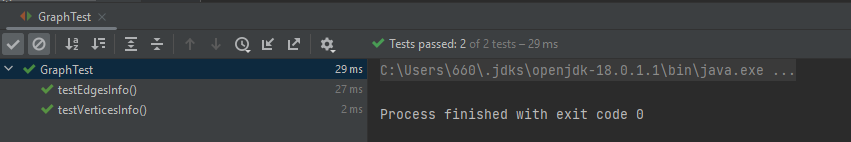 GraphTest
Tests passed: 2 of 2 tests – 29 ms
GraphTest 29 ms
testEdgesInfo() 27 ms
testVerticesInfo() 2 ms
C:\Users\660\.jdks\openjdk-18.0.1.1\bin\java.exe ...
Process finished with exit code 0